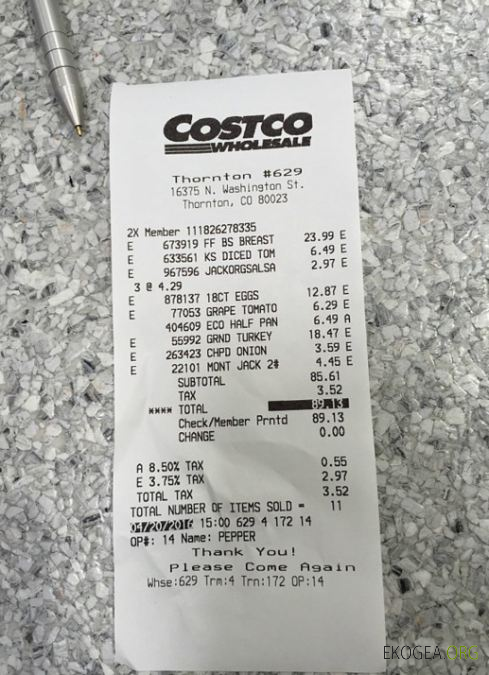 COSTCO
WHOLESALE
Thornton #629
16375 N. Washington St.
Thornton, CO 80023
2X Member 111826278335
E 673919 FF BS BREAST 23.99 E
E 633561 KS DICED TOM 6.49 E
E 967596 JACKORGSALSA 2.97 E
3 @ 4.29
E 878137 18CT EGGS 12.87 E
E 77053 GRAPE TOMATO 6.29 E
404609 ECO HALF PAN 6.49 A
E 55992 GRND TURKEY 18.47 E
E 263423 CHPD ONION 3.59 E
E 22101 MONT JACK 2# 4.45 E
SUBTOTAL 85.61
TAX 3.52
**** TOTAL 89.13
Check/Member Prntd 89.13
CHANGE 0.00
A 8.50% TAX 0.55
E 3.75% TAX 2.97
TOTAL TAX 3.52
TOTAL NUMBER OF ITEMS SOLD = 11
04/20/2016 15:00 629 4 172 14
OP#: 14 Name: PEPPER
Thank You!
Please Come Again
Whse:629 Trm:4 Trn:172 OP:14
EKOGEA.ORG